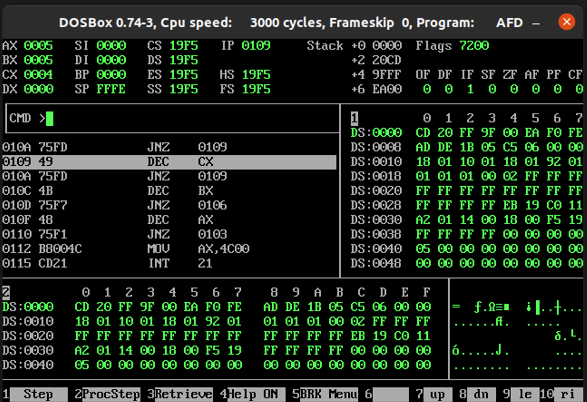 DOSBox 0.74-3, Cpu speed: 3000 cycles, Frameskip 0, Program: AFD
AX 0005 SI 0000 CS 19F5 IP 0109 Stack +0 0000 Flags 7200
BX 0005 DI 0000 DS 19F5 +2 20CD
CX 0004 BP 0000 ES 19F5 HS 19F5 +4 9FFF OF DF IF SF ZF AF PF CF
DX 0000 SP FFFE SS 19F5 FS 19F5 +6 EA00 0 0 1 0 0 0 0 0
CMD >
1 0 1 2 3 4 5 6 7
DS:0000 CD 20 FF 9F 00 EA F0 FE
DS:0008 AD DE 1B 05 C5 06 00 00
DS:0010 18 01 10 01 18 01 92 01
DS:0018 01 01 01 00 02 FF FF FF
DS:0020 FF FF FF FF FF FF FF FF
DS:0028 FF FF FF FF EB 19 C0 11
DS:0030 A2 01 14 00 18 00 F5 19
DS:0038 FF FF FF FF 00 00 00 00
DS:0040 05 00 00 00 00 00 00 00
DS:0048 00 00 00 00 00 00 00 00
010A 75FD JNZ 0109
0109 49 DEC CX
010A 75FD JNZ 0109
010C 4B DEC BX
010D 75F7 JNZ 0106
010F 48 DEC AX
0110 75F1 JNZ 0103
0112 B8004C MOV AX,4C00
0115 CD21 INT 21
2 0 1 2 3 4 5 6 7 8 9 A B C D E F
DS:0000 CD 20 FF 9F 00 EA F0 FE AD DE 1B 05 C5 06 00 00
DS:0010 18 01 10 01 18 01 92 01 01 01 01 00 02 FF FF FF
DS:0020 FF FF FF FF FF FF FF FF FF FF FF FF EB 19 C0 11
DS:0030 A2 01 14 00 18 00 F5 19 FF FF FF FF 00 00 00 00
DS:0040 05 00 00 00 00 00 00 00 00 00 00 00 00 00 00 00
1 Step 2ProcStep 3Retrieve 4Help ON 5BRK Menu 6 7 up 8 dn 9 le 10 ri